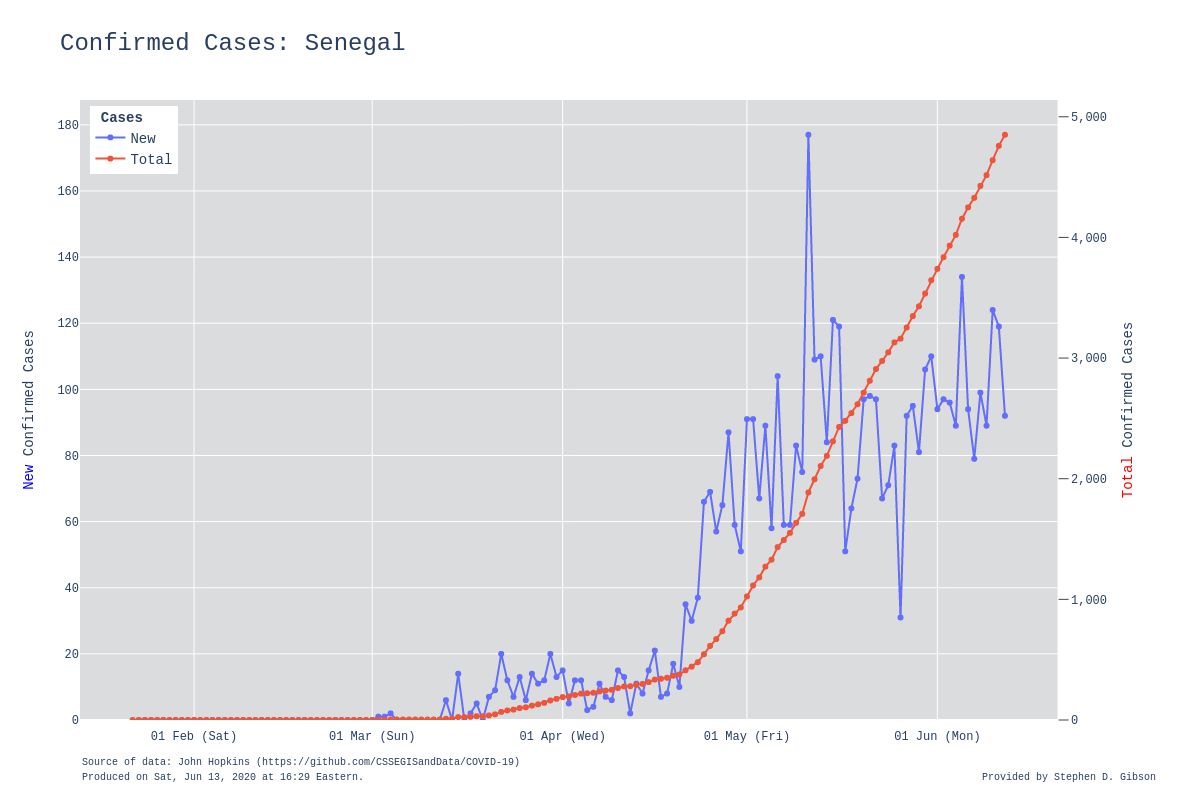 Confirmed Cases: Senegal
Cases
New
Total
180
160
140
120
100
80
60
40
20
0
5,000
4,000
3,000
2,000
1,000
0
New Confirmed Cases
Total Confirmed Cases
01 Feb (Sat)
01 Mar (Sun)
01 Apr (Wed)
01 May (Fri)
01 Jun (Mon)
Source of data: John Hopkins (https://github.com/CSSEGISandData/COVID-19)
Produced on Sat, Jun 13, 2020 at 16:29 Eastern.
Provided by Stephen D. Gibson